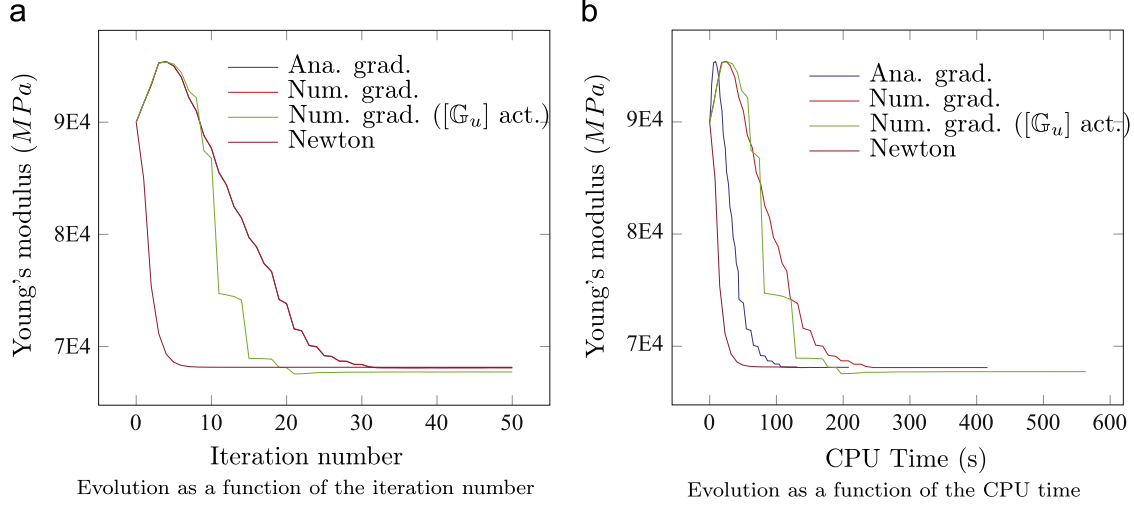 a
Young's modulus (MPa)
9E4
8E4
7E4
Ana. grad.
Num. grad.
Num. grad. ([𝔾u] act.)
Newton
0 10 20 30 40 50
Iteration number
Evolution as a function of the iteration number
b
Young's modulus (MPa)
9E4
8E4
7E4
Ana. grad.
Num. grad.
Num. grad. ([𝔾u] act.)
Newton
0 100 200 300 400 500 600
CPU Time (s)
Evolution as a function of the CPU time